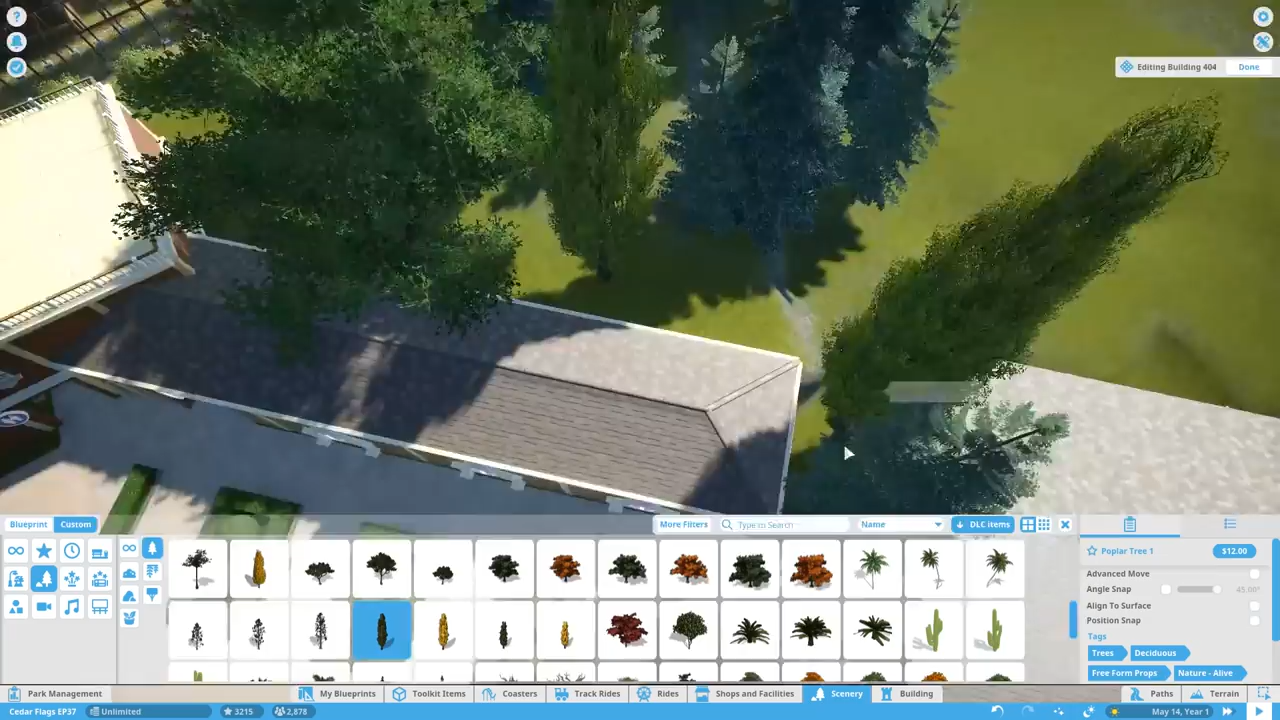 ?
Editing Building 404 Done
Blueprint Custom
More Filters Type to Search Name DLC items
Poplar Tree 1 $12.00
Advanced Move
Angle Snap 45.00°
Align To Surface
Position Snap
Tags
Trees Deciduous
Free Form Props Nature - Alive
Park Management My Blueprints Toolkit Items Coasters Track Rides Rides Shops and Facilities Scenery Building Paths Terrain
Cedar Flags EP37 Unlimited 3215 2,878 May 14, Year 1